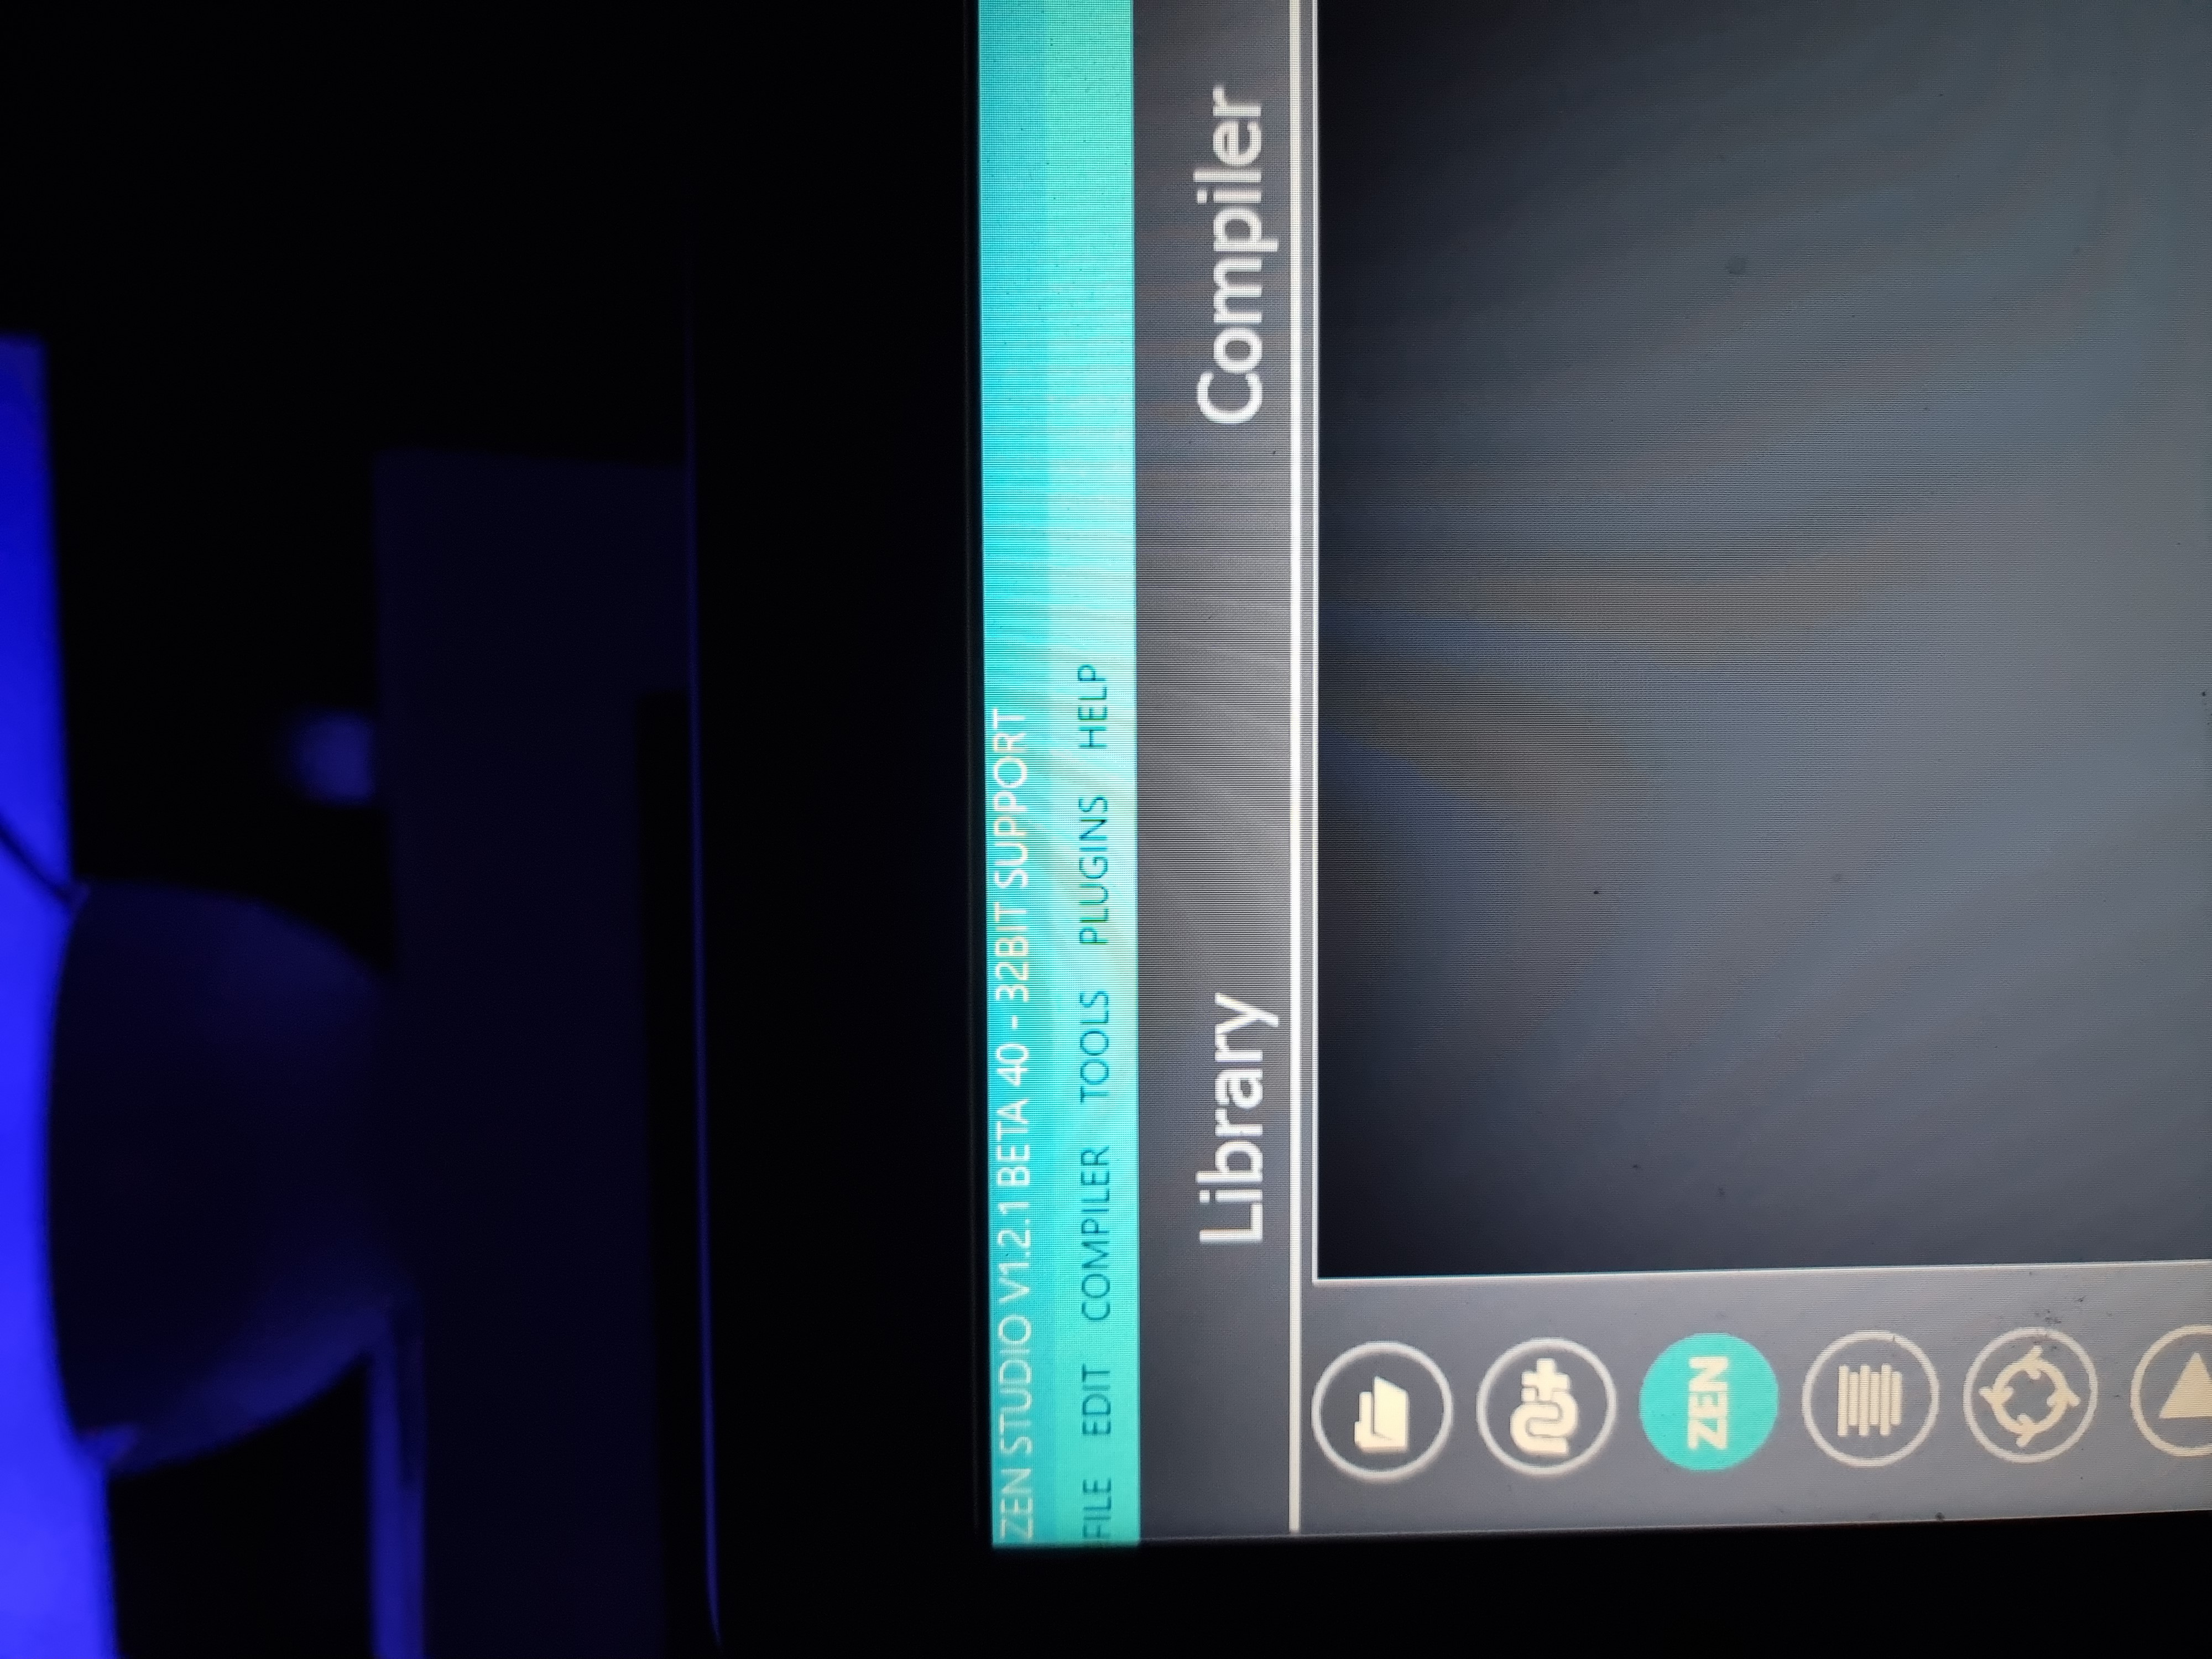 ZEN STUDIO V1.2.1 BETA 40 - 32BIT SUPPORT
FILE EDIT COMPILER TOOLS PLUGINS HELP
Library Compiler
ZEN